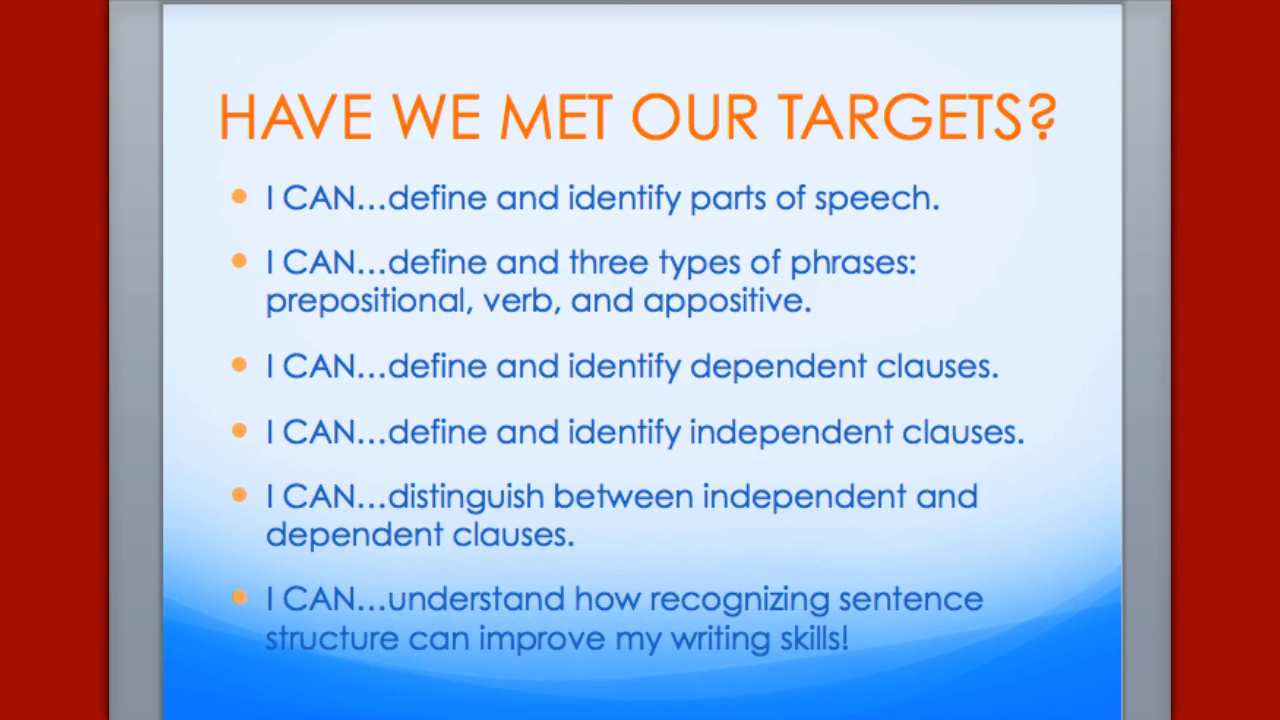 HAVE WE MET OUR TARGETS?
I CAN...define and identify parts of speech.
I CAN...define and three types of phrases:
prepositional, verb, and appositive.
I CAN...define and identify dependent clauses.
I CAN...define and identify independent clauses.
I CAN...distinguish between independent and
dependent clauses.
I CAN...understand how recognizing sentence
structure can improve my writing skills!